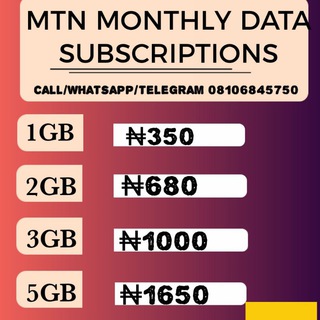 MTN MONTHLY DATA
SUBSCRIPTIONS
CALL/WHATSAPP/TELEGRAM 08106845750
1GB ₦350
2GB ₦680
3GB ₦1000
5GB ₦1650